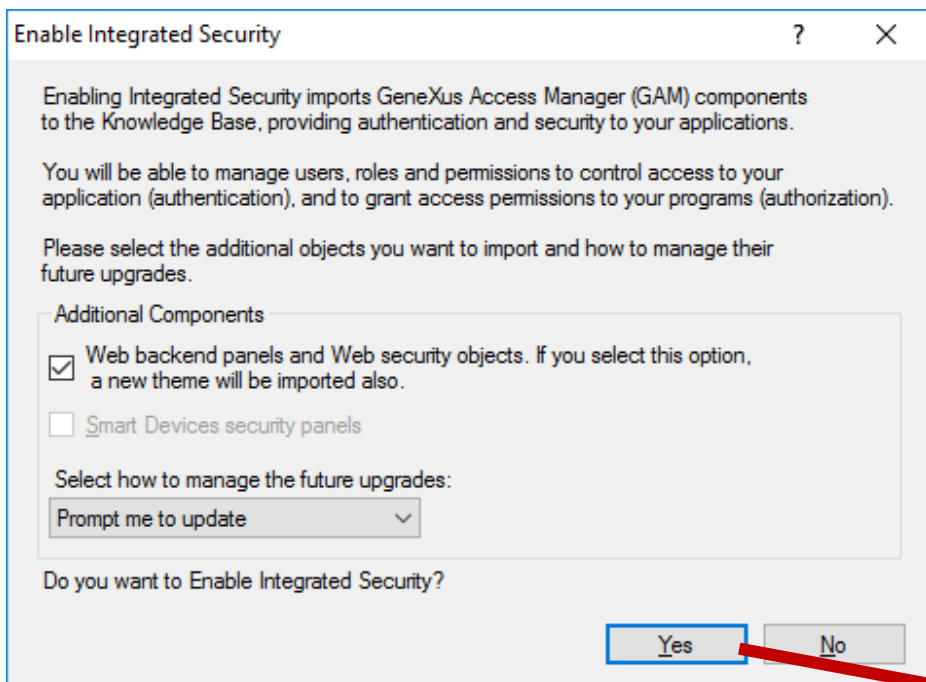 Enable Integrated Security ?
Enabling Integrated Security imports GeneXus Access Manager (GAM) components
to the Knowledge Base, providing authentication and security to your applications.
You will be able to manage users, roles and permissions to control access to your
application (authentication), and to grant access permissions to your programs (authorization).
Please select the additional objects you want to import and how to manage their
future upgrades.
Additional Components
Web backend panels and Web security objects. If you select this option,
a new theme will be imported also.
Smart Devices security panels
Select how to manage the future upgrades:
Prompt me to update
Do you want to Enable Integrated Security?
Yes No